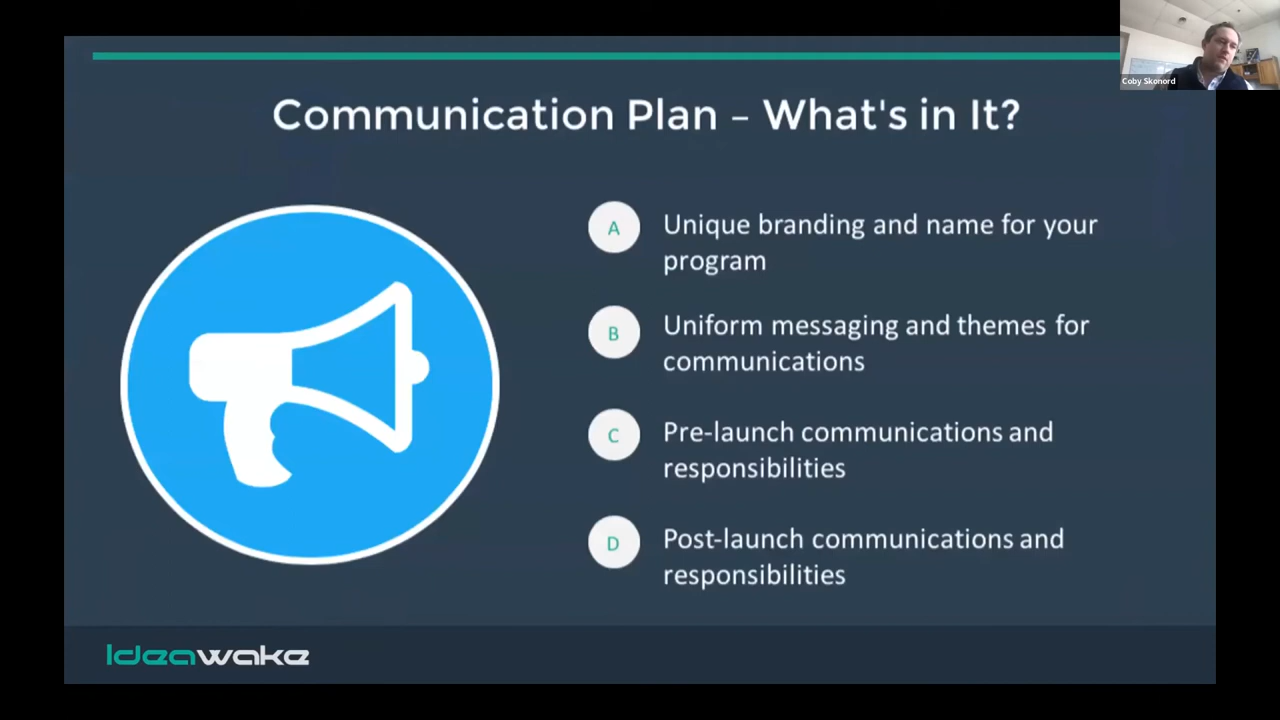 Coby Skonord
Communication Plan – What's in It?
A
Unique branding and name for your
program
B
Uniform messaging and themes for
communications
C
Pre-launch communications and
responsibilities
D
Post-launch communications and
responsibilities
Ideawake